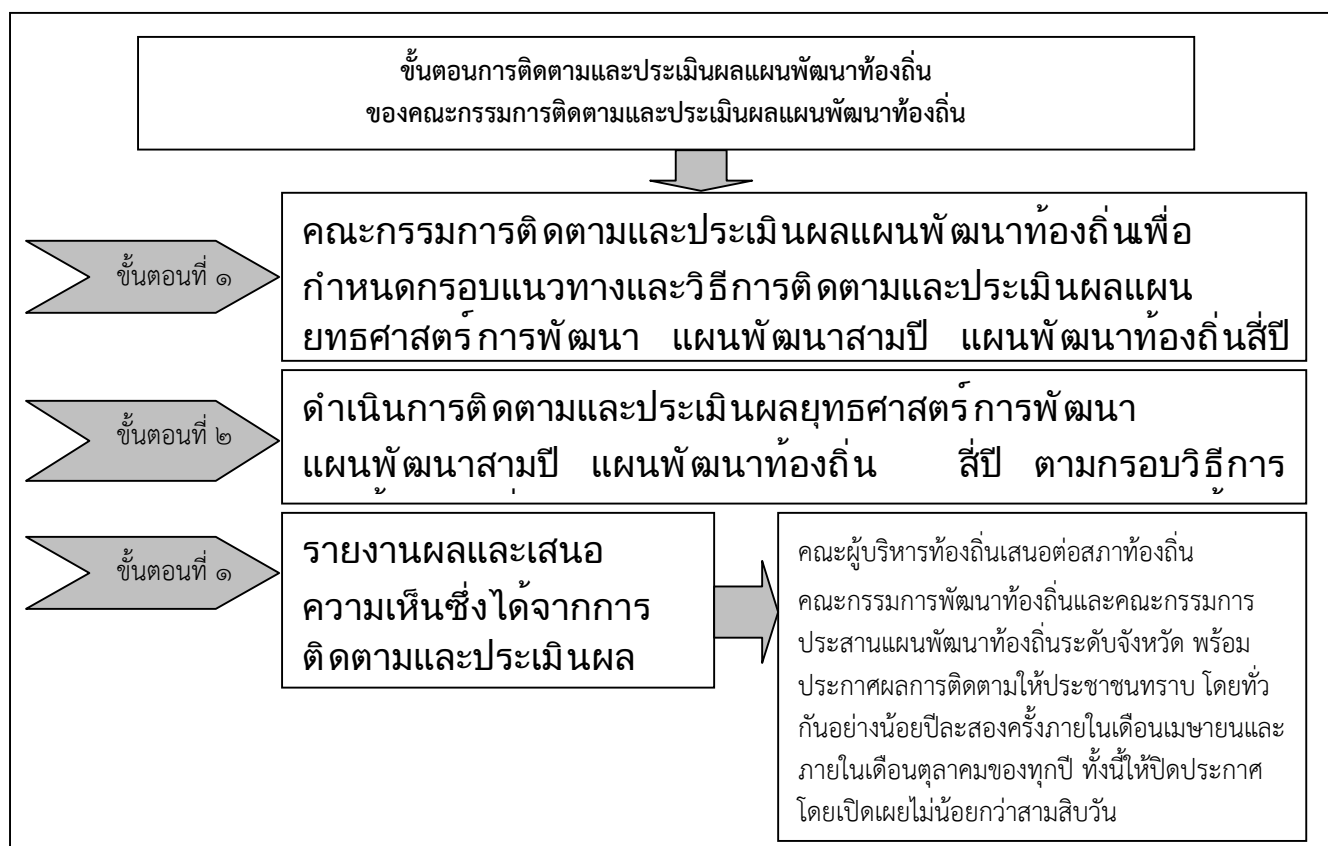 ขั้นตอนการติดตามและประเมินผลแผนพัฒนาท้องถิ่น
ของคณะกรรมการติดตามและประเมินผลแผนพัฒนาท้องถิ่น
ขั้นตอนที่ ๑
คณะกรรมการติดตามและประเมินผลแผนพัฒนาท้องถิ่นเพื่อ
กำหนดกรอบแนวทางและวิธีการติดตามและประเมินผลแผน
ยทธศาสตร์การพัฒนา แผนพัฒนาสามปี แผนพัฒนาท้องถิ่นสี่ปี
ขั้นตอนที่ ๒
ดำเนินการติดตามและประเมินผลยุทธศาสตร์การพัฒนา
แผนพัฒนาสามปี แผนพัฒนาท้องถิ่น สี่ปี ตามกรอบวิธีการ
ขั้นตอนที่ ๑
รายงานผลและเสนอ
ความเห็นซึ่งได้จากการ
ติดตามและประเมินผล
คณะผู้บริหารท้องถิ่นเสนอต่อสภาท้องถิ่น
คณะกรรมการพัฒนาท้องถิ่นและคณะกรรมการ
ประสานแผนพัฒนาท้องถิ่นระดับจังหวัด พร้อม
ประกาศผลการติดตามให้ประชาชนทราบ โดยทั่ว
กันอย่างน้อยปีละสองครั้งภายในเดือนเมษายนและ
ภายในเดือนตุลาคมของทุกปี ทั้งนี้ให้ปิดประกาศ
โดยเปิดเผยไม่น้อยกว่าสามสิบวัน